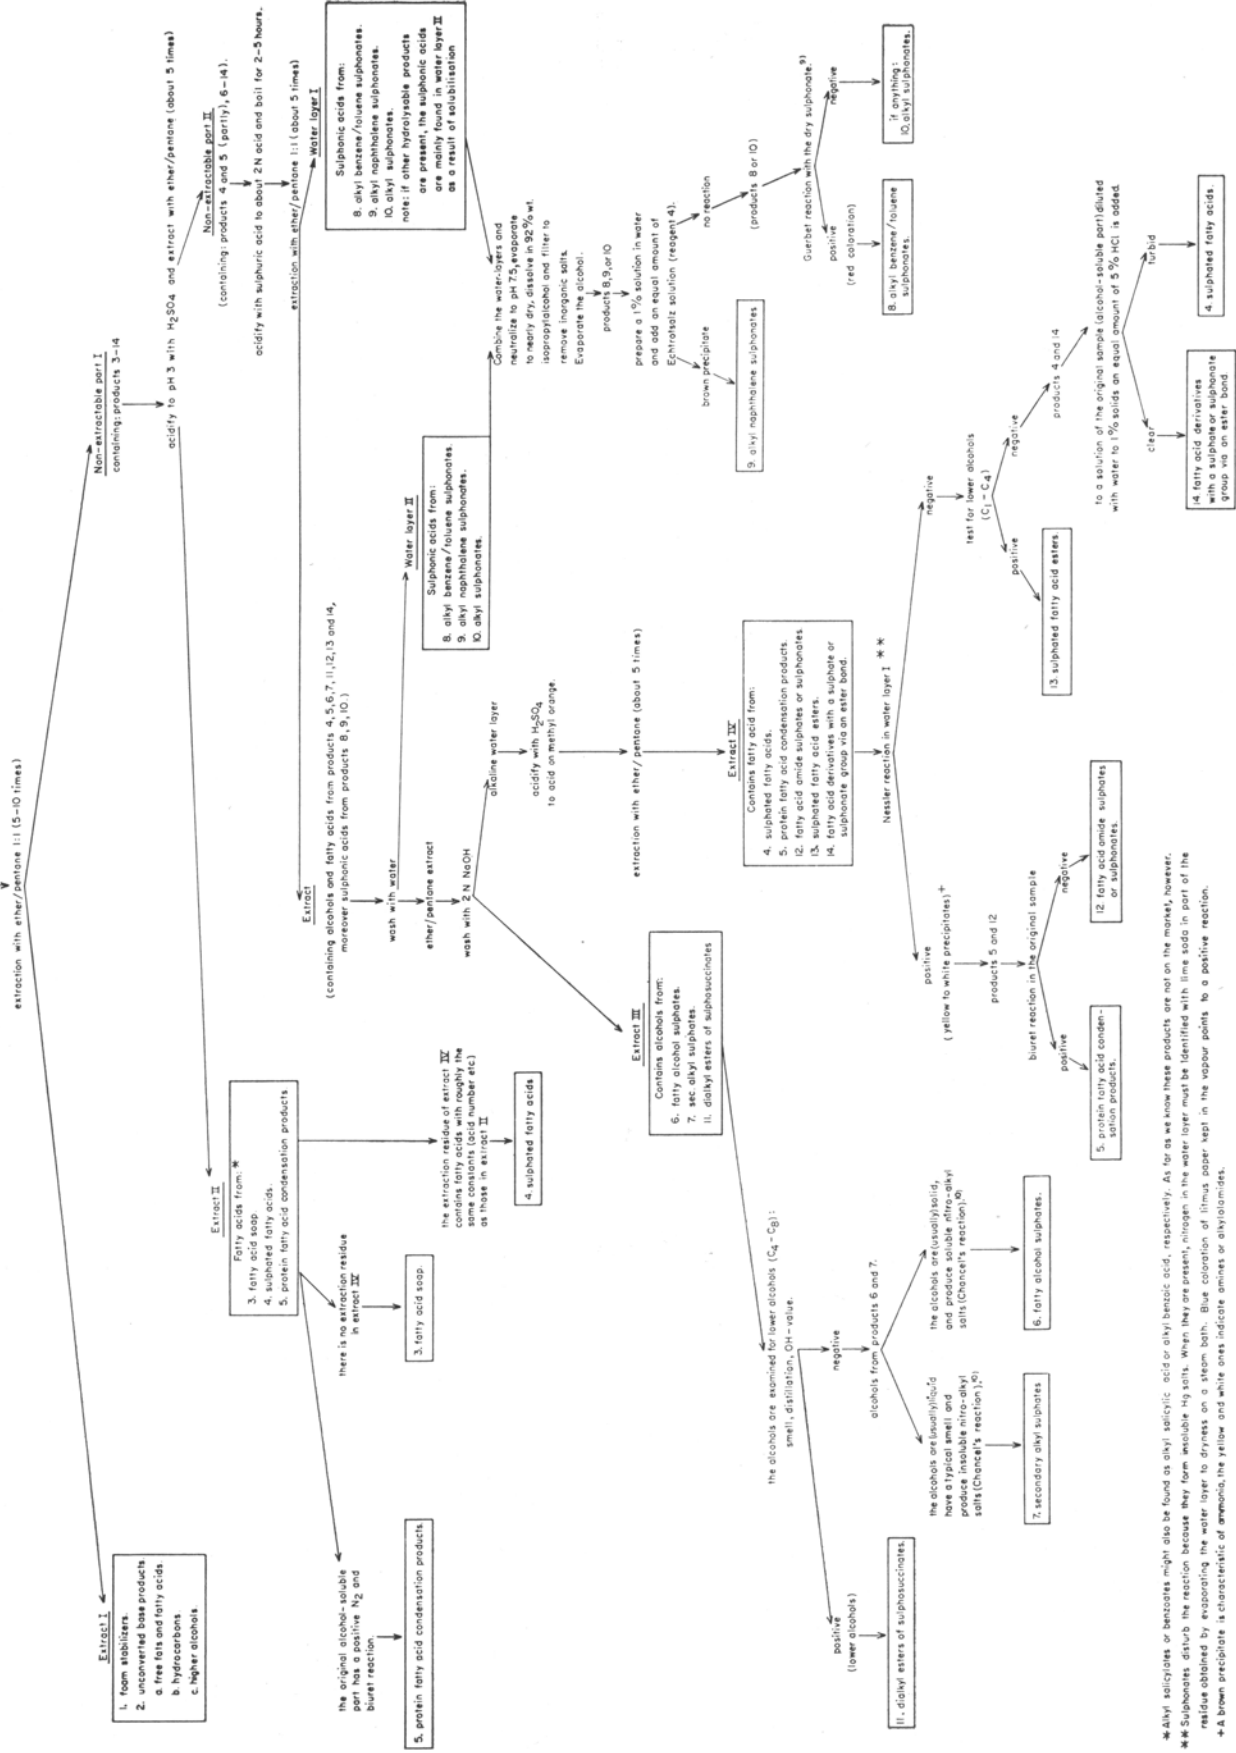 extraction with ether/pentane 1:1 (5-10 times)
Extract I
1. foam stabilizers.
2. unconverted base products
a. free fats and fatty acids.
b. hydrocarbons
c. higher alcohols.
Non-extractable part I
containing: products 3-14
acidify to pH 3 with H2SO4 and extract with ether/pentane (about 5 times)
Extract II
Fatty acids from: *
3. fatty acid soap.
4. sulphated fatty acids.
5. protein fatty acid condensation products
Non-extractable part II
(containing: products 4 and 5 (partly), 6-14).
acidify with sulphuric acid to about 2N acid and boil for 2-5 hours.
extraction with ether/pentane 1:1 (about 5 times)
the original alcohol-soluble
part has a positive N2 and
biuret reaction.
5. protein fatty acid condensation products.
there is no extraction residue
in extract IV
3. fatty acid soap.
the extraction residue of extract IV
contains fatty acids with roughly the
same constants (acid number etc.)
as those in extract II
4. sulphated fatty acids
Extract
(containing alcohols and fatty acids from products 4, 5, 6, 7, 11, 12, 13 and 14,
moreover sulphonic acids from products 8, 9, 10.)
wash with water
ether/pentane extract
wash with 2N NaOH
Water layer I
Sulphonic acids from:
8. alkyl benzene/toluene sulphonates.
9. alkyl naphthalene sulphonates.
10. alkyl sulphonates.
note: if other hydrolysable products
are present, the sulphonic acids
are mainly found in water layer II
as a result of solubilisation
Water layer II
Sulphonic acids from:
8. alkyl benzene/toluene sulphonates
9. alkyl naphthalene sulphonates.
10. alkyl sulphonates.
Combine the water-layers and
neutralize to pH 7.5, evaporate
to nearly dry, dissolve in 92% wt.
isopropylalcohol and filter to
remove inorganic salts.
Evaporate the alcohol.
products 8, 9, or 10
prepare a 1% solution in water
and add an equal amount of
Echtrotsalz solution (reagent 4).
brown precipitate
9. alkyl naphthalene sulphonates
no reaction
(products 8 or 10)
Guerbet reaction with the dry sulphonate.9)
positive
(red coloration)
8. alkyl benzene/toluene
sulphonates.
negative
if anything:
10. alkyl sulphonates.
alkaline water layer
acidify with H2SO4
to acid on methyl orange.
extraction with ether/pentane (about 5 times)
Extract III
Contains alcohols from:
6. fatty alcohol sulphates.
7. sec. alkyl sulphates.
11. dialkyl esters of sulphosuccinates
Extract IV
Contains fatty acid from:
4. sulphated fatty acids.
5. protein fatty acid condensation products.
12. fatty acid amide sulphates or sulphonates.
13. sulphated fatty acid esters.
14. fatty acid derivatives with a sulphate or
sulphonate group via an ester bond.
the alcohols are examined for lower alcohols (C4-C8):
smell, distillation, OH-value.
positive
(lower alcohols)
11. dialkyl esters of sulphosuccinates.
negative
alcohols from products 6 and 7.
the alcohols are (usually) liquid
have a typical smell and
produce insoluble nitro-alkyl
salts (Chancel's reaction).10)
7. secondary alkyl sulphates
the alcohols are (usually) solid,
and produce soluble nitro-alkyl
salts (Chancel's reaction).10)
6. fatty alcohol sulphates.
Nessler reaction in water layer I **
positive
(yellow to white precipitates)+
products 5 and 12
biuret reaction in the original sample
positive
5. protein fatty acid conden-
sation products.
negative
12 fatty acid amide sulphates
or sulphonates.
negative
test for lower alcohols
(C1-C4)
positive
13. sulphated fatty acid esters.
negative
products 4 and 14
to a solution of the original sample (alcohol-soluble part) diluted
with water to 1% solids an equal amount of 5% HCl is added.
clear
14. fatty acid derivatives
with a sulphate or sulphonate
group via an ester bond.
turbid
4. sulphated fatty acids.
*Alkyl salicylates or benzoates might also be found as alkyl salicylic acid or alkyl benzoic acid, respectively. As far as we know these products are not on the market, however.
**Sulphonates disturb the reaction because they form insoluble Hg salts. When they are present, nitrogen in the water layer must be identified with lime soda in part of the
residue obtained by evaporating the water layer to dryness on a steam bath. Blue coloration of litmus paper kept in the vapour points to a positive reaction.
+A brown precipitate is characteristic of ammonia, the yellow and white ones indicate amines or alkylolamides.